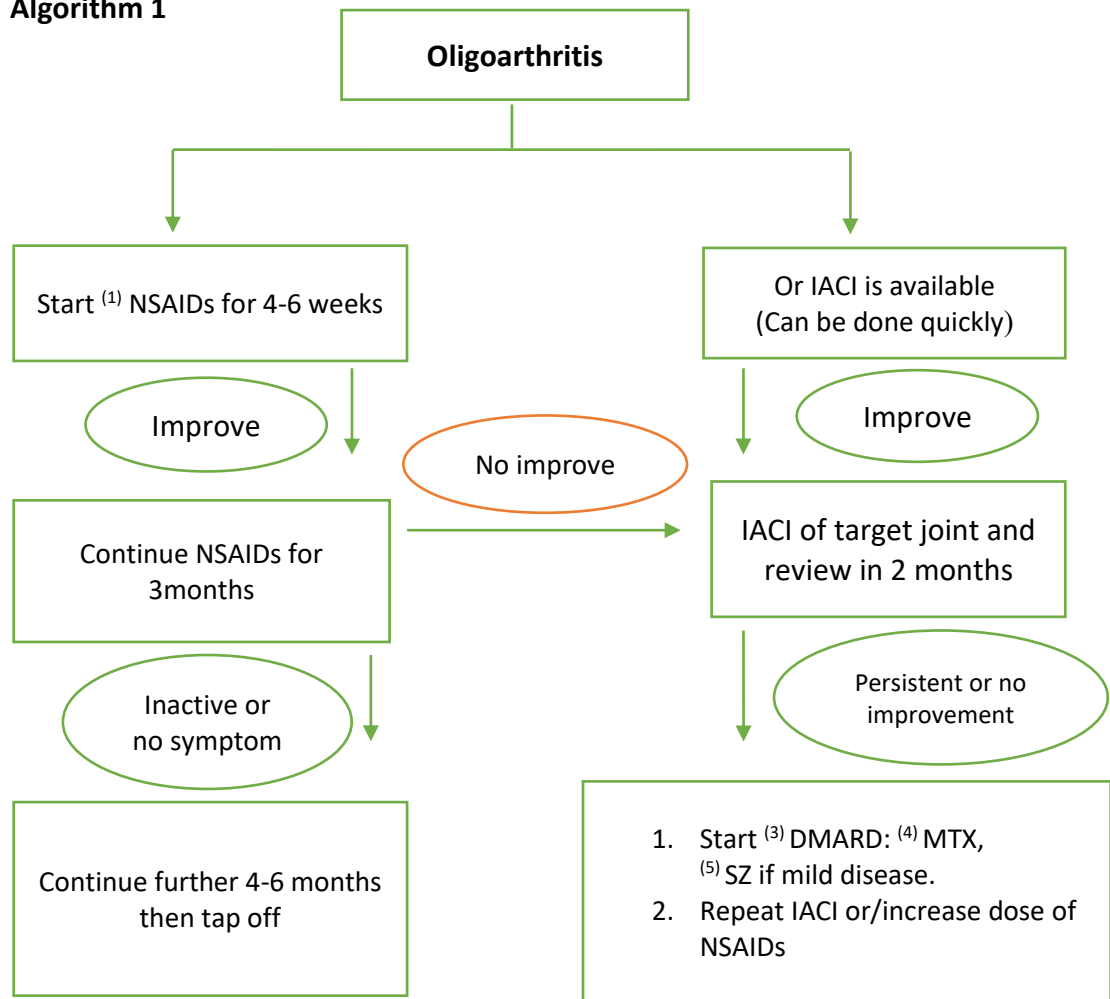 Algorithm 1
Oligoarthritis
Start (1) NSAIDs for 4-6 weeks
Or IACI is available
(Can be done quickly)
Improve
Improve
No improve
Continue NSAIDs for
3months
IACI of target joint and
review in 2 months
Inactive or
no symptom
Persistent or no
improvement
Continue further 4-6 months
then tap off
1. Start (3) DMARD: (4) MTX,
(5) SZ if mild disease.
2. Repeat IACI or/increase dose of
NSAIDs